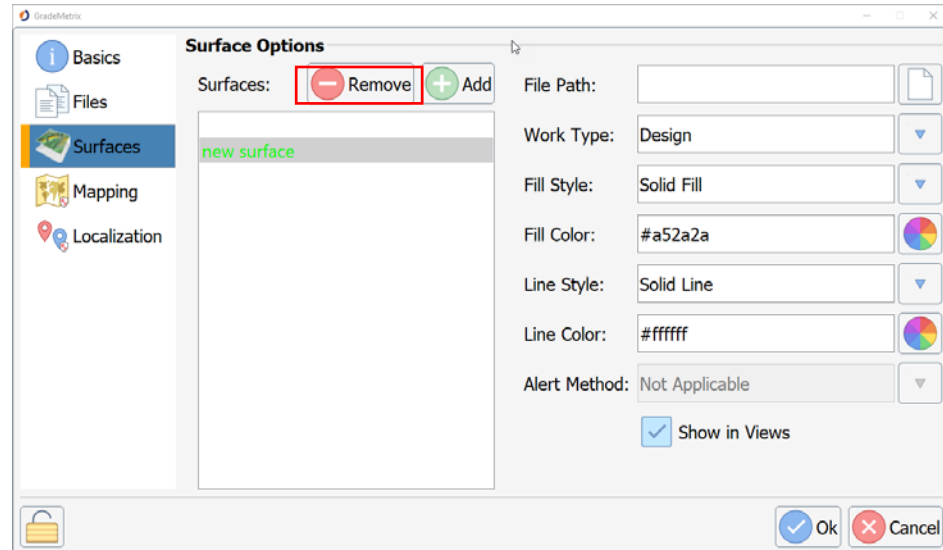 GradeMetrix
Basics
Files
Surfaces
Mapping
Localization
Surface Options
Surfaces: Remove Add
new surface
File Path:
Work Type: Design
Fill Style: Solid Fill
Fill Color: #a52a2a
Line Style: Solid Line
Line Color: #ffffff
Alert Method: Not Applicable
Show in Views
Ok Cancel